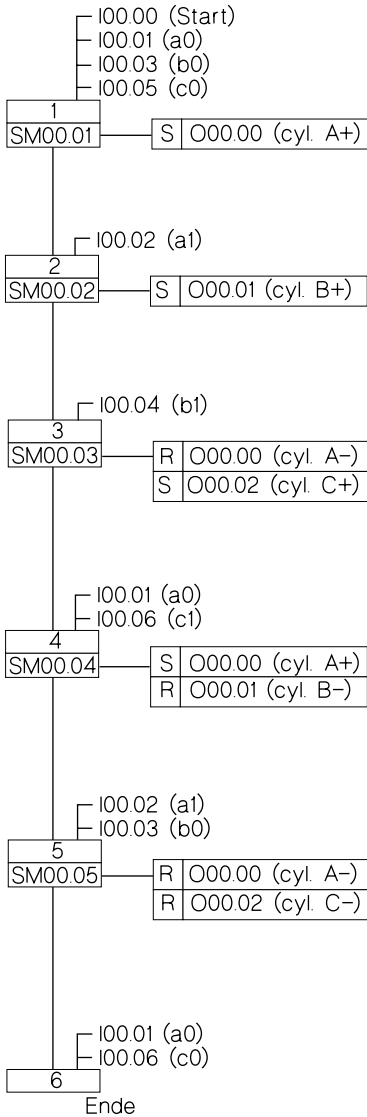 I00.00 (Start)
I00.01 (a0)
I00.03 (b0)
I00.05 (c0)
1
SM00.01
S O00.00 (cyl. A+)
I00.02 (a1)
2
SM00.02
S O00.01 (cyl. B+)
I00.04 (b1)
3
SM00.03
R O00.00 (cyl. A-)
S O00.02 (cyl. C+)
I00.01 (a0)
I00.06 (c1)
4
SM00.04
S O00.00 (cyl. A+)
R O00.01 (cyl. B-)
I00.02 (a1)
I00.03 (b0)
5
SM00.05
R O00.00 (cyl. A-)
R O00.02 (cyl. C-)
I00.01 (a0)
I00.06 (c0)
6
Ende